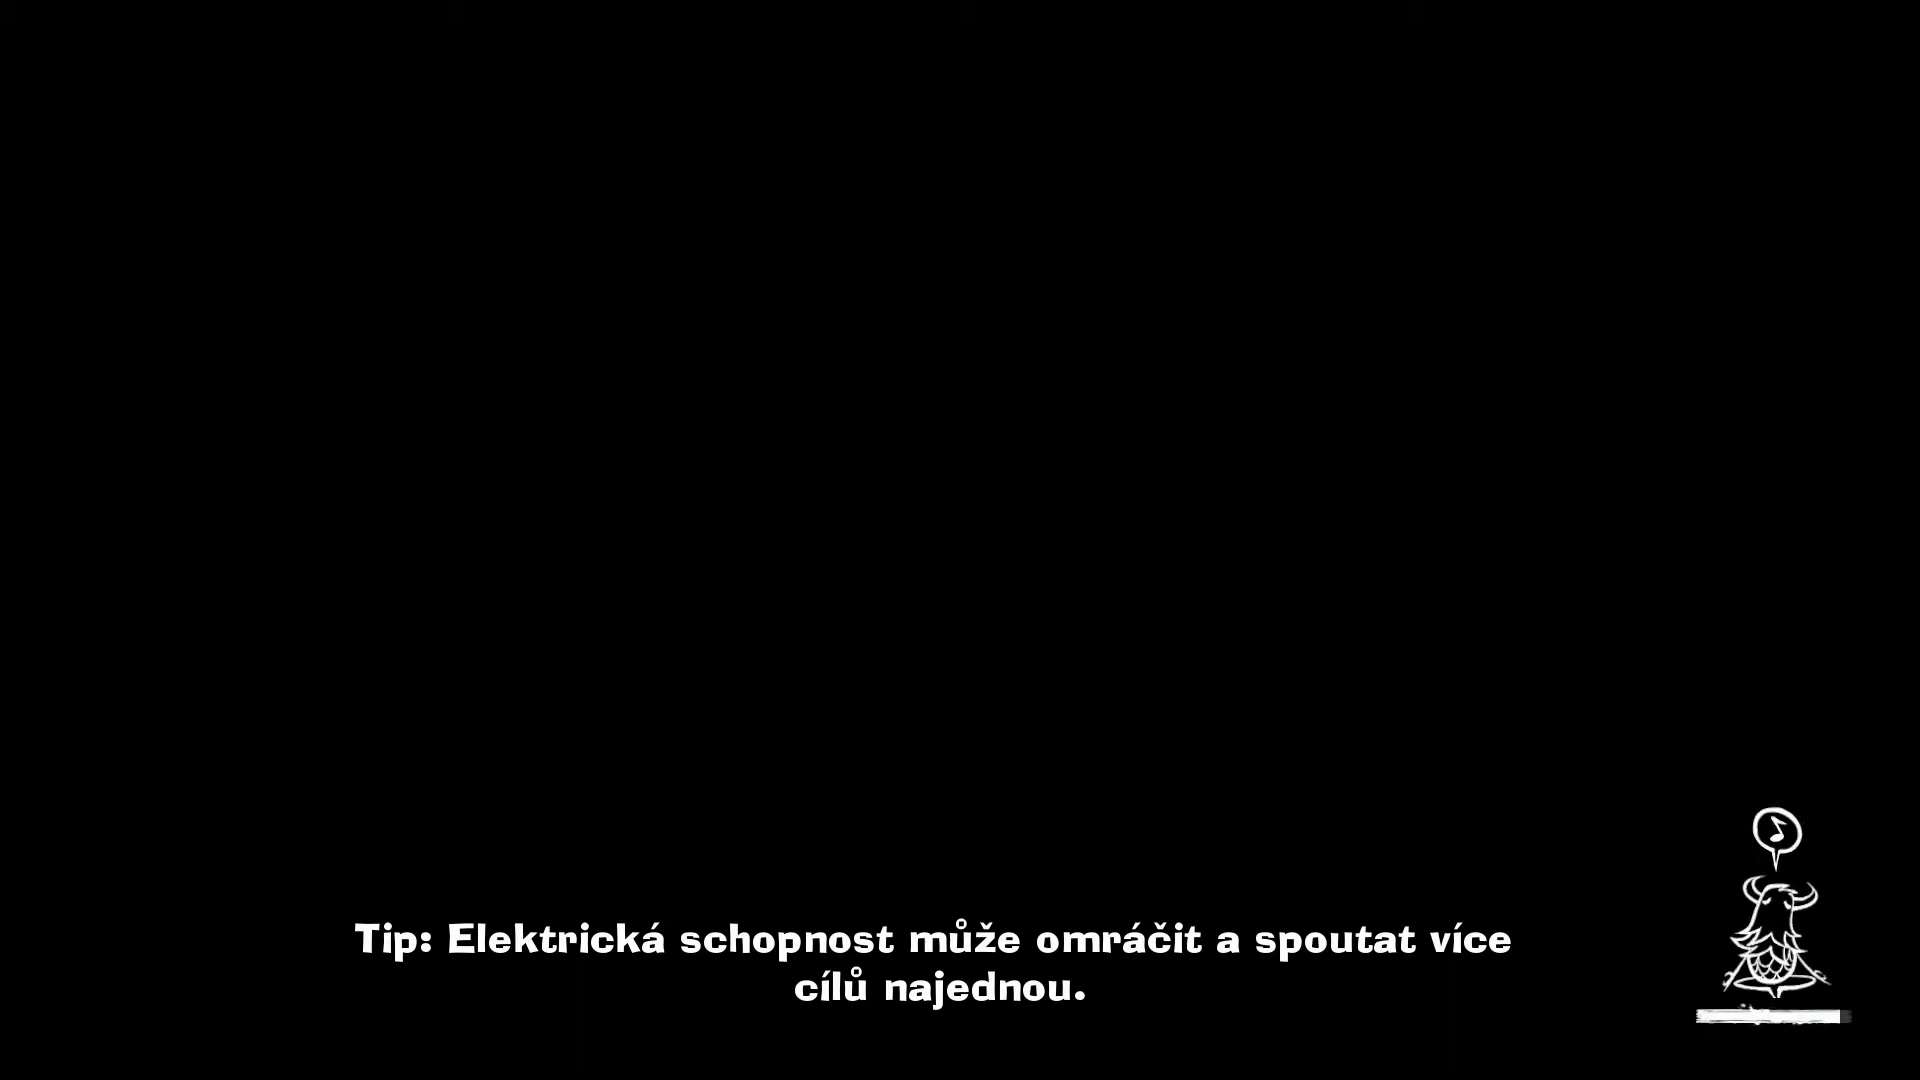 Tip: Elektrická schopnost může omráčit a spoutat více
cílů najednou.